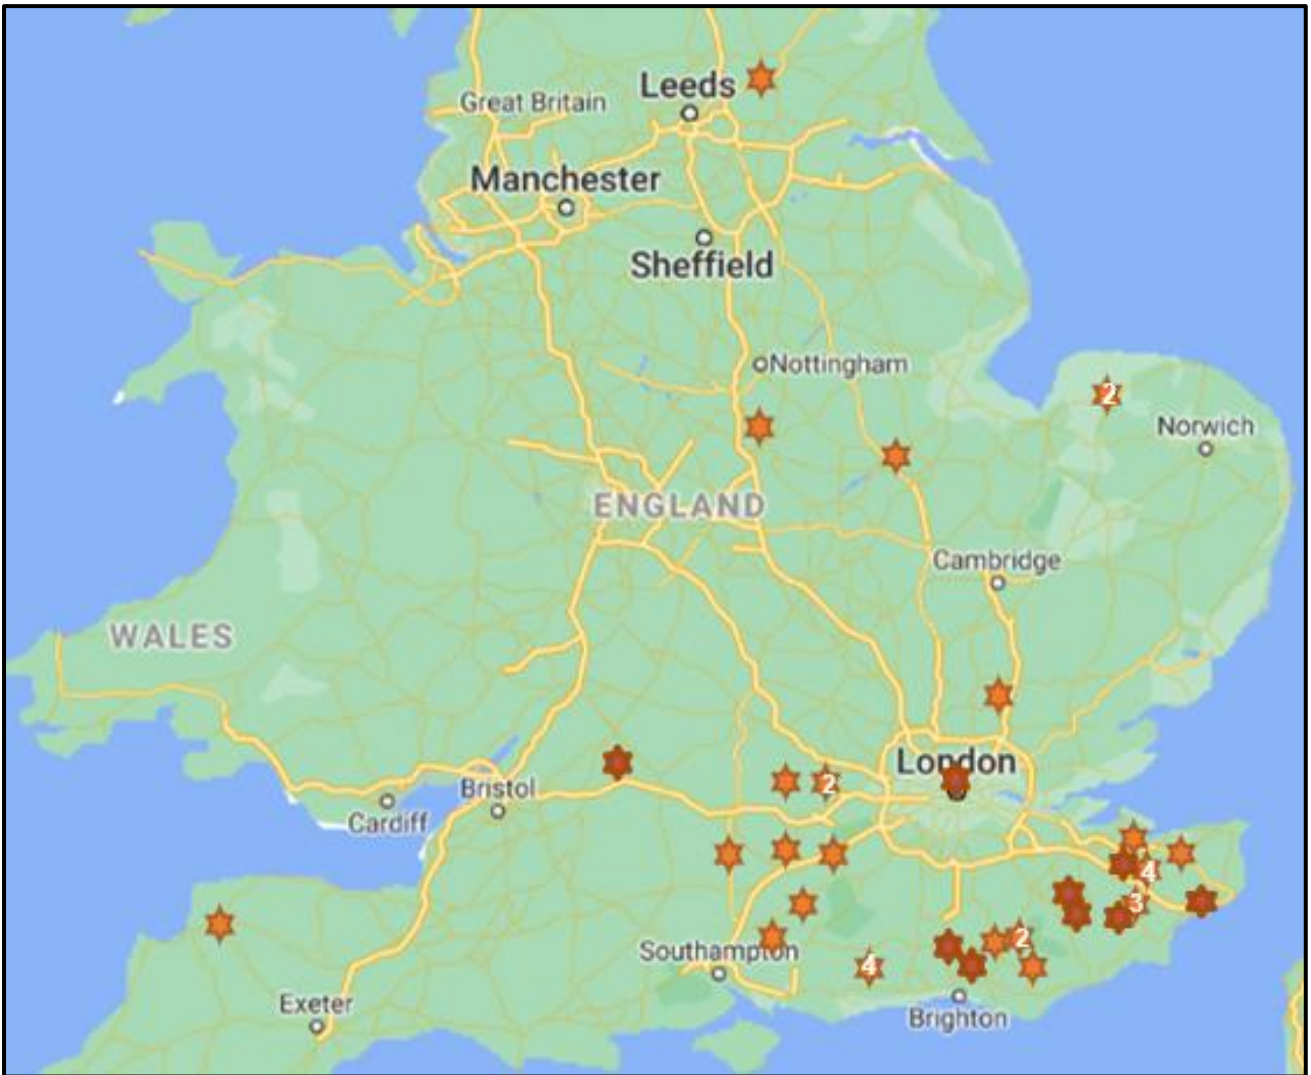 Leeds
Great Britain
Manchester
Sheffield
Nottingham
2
Norwich
ENGLAND
Cambridge
WALES
London
Bristol
2
Cardiff
4
3
2
Southampton
4
Exeter
Brighton